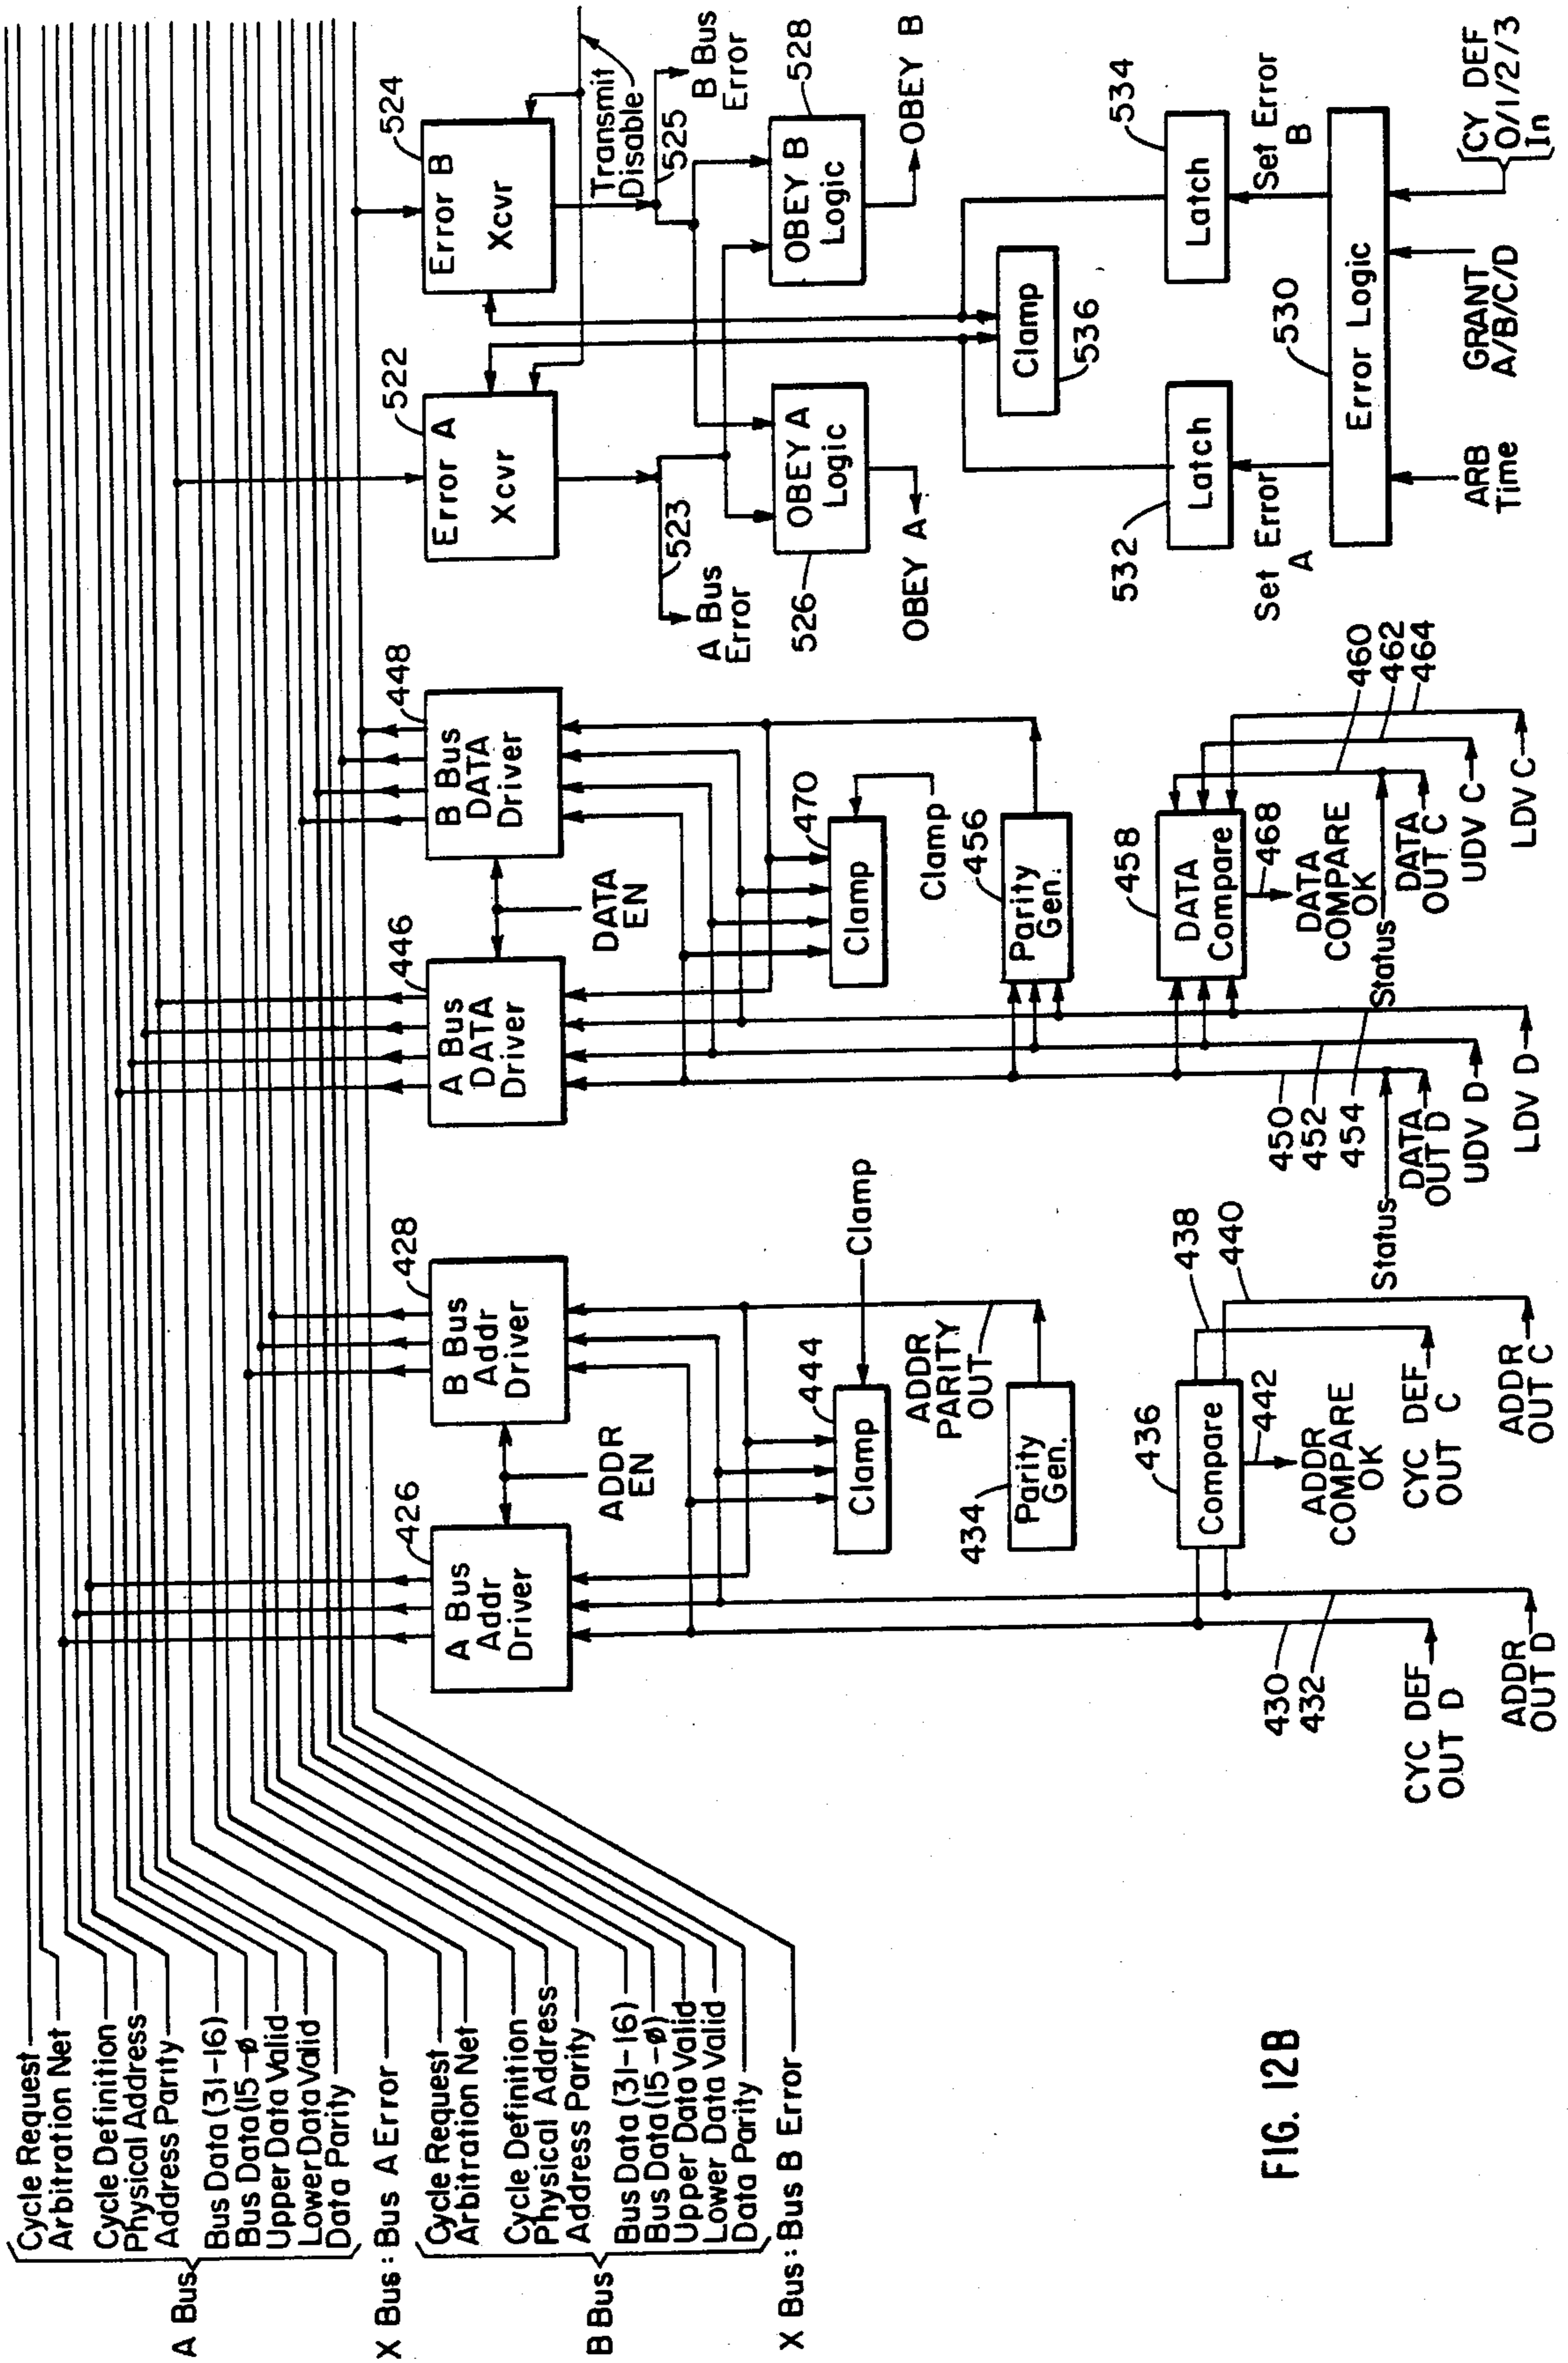 Cycle Request
Arbitration Net
Cycle Definition
Physical Address
Address Parity
Bus Data (31-16)
Bus Data (15-ø)
Upper Data Valid
Lower Data Valid
Data Parity
A Bus
X Bus: Bus A Error
Cycle Request
Arbitration Net
Cycle Definition
Physical Address
Address Parity
Bus Data (31-16)
Bus Data (15-ø)
Upper Data Valid
Lower Data Valid
Data Parity
B Bus
X Bus: Bus B Error
426
A Bus
Addr
Driver
428
B Bus
Addr
Driver
ADDR
EN
Clamp
444
Clamp
ADDR
PARITY
OUT
434
Parity
Gen.
436
Compare
438
440
442
ADDR
COMPARE
OK
430
432
CYC DEF
OUT D
ADDR
OUT D
CYC DEF
OUT C
ADDR
OUT C
446
A Bus
DATA
Driver
448
B Bus
DATA
Driver
DATA
EN
470
Clamp
Clamp
456
Parity
Gen.
458
DATA
Compare
468
DATA
COMPARE
OK
460
462
464
450
452
454
Status
DATA
OUT D
UDV D
LDV D
Status
DATA
OUT C
UDV C
LDV C
522
Error A
Xcvr
524
Error B
Xcvr
Transmit
Disable
523
A Bus
Error
525
B Bus
Error
526
OBEY A
Logic
OBEY A
528
OBEY B
Logic
OBEY B
Clamp
536
532
Latch
534
Latch
Set Error
A
Set Error
B
530
Error Logic
ARB
Time
GRANT
A/B/C/D
CY DEF
0/1/2/3
In
FIG. 12B